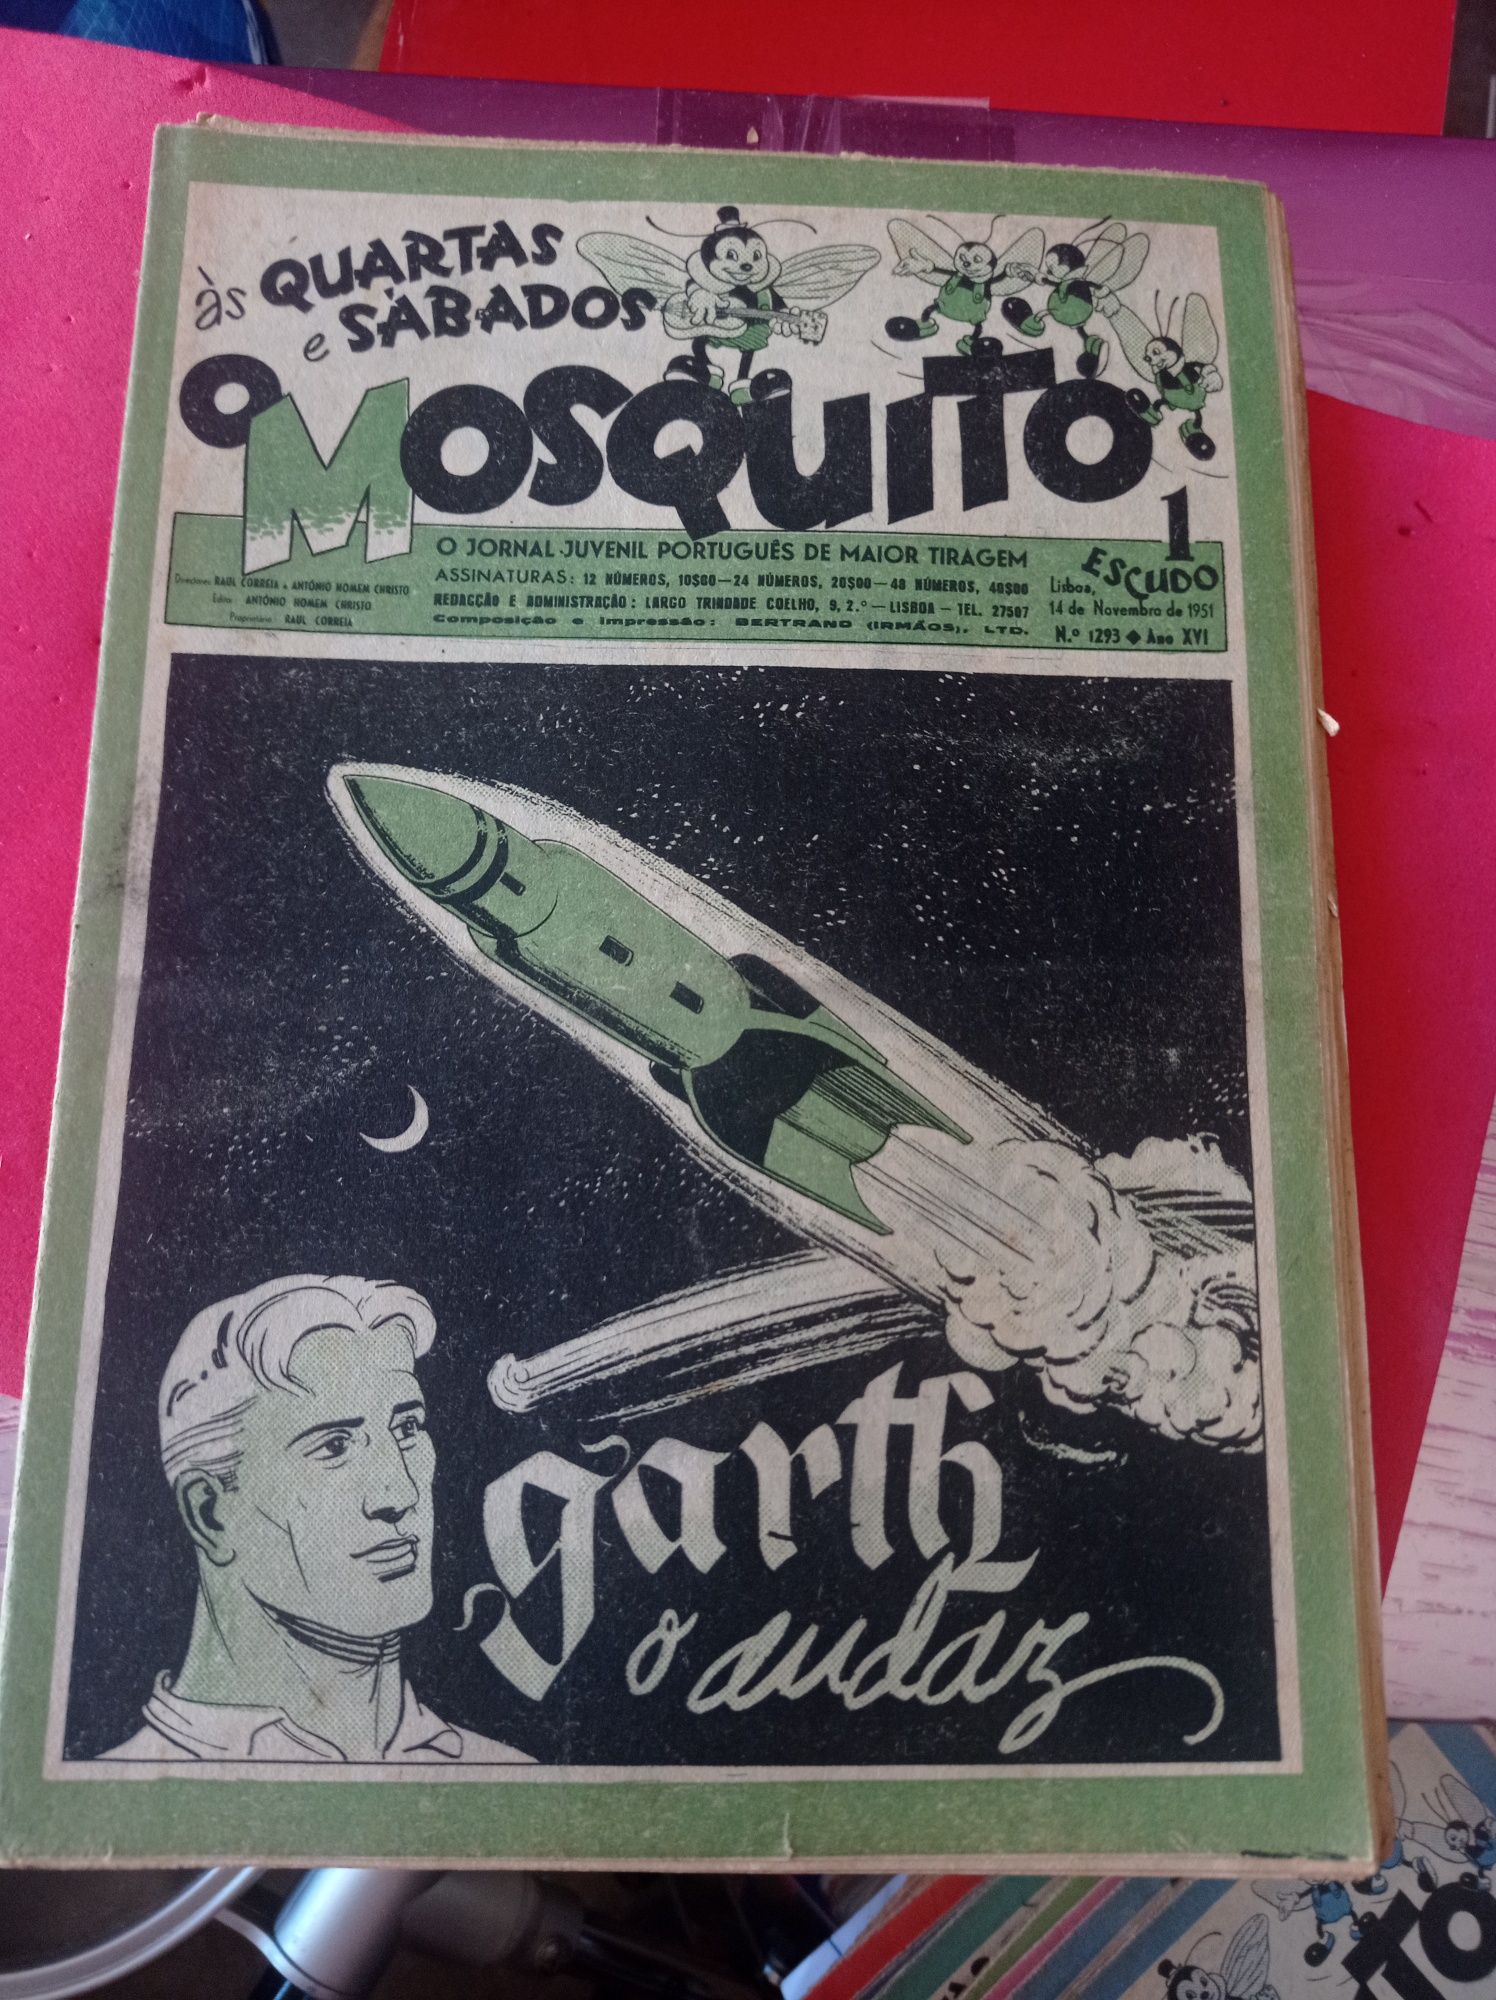 às QUARTAS
e SÁBADOS
O MOSQUITO
1
ESCUDO
O JORNAL JUVENIL PORTUGUÊS DE MAIOR TIRAGEM
Directores: RAUL CORREIA e ANTÓNIO HOMEM CHRISTO
Editor: ANTÓNIO HOMEM CHRISTO
Proprietário: RAUL CORREIA
ASSINATURAS: 12 NÚMEROS, 10$00—24 NÚMEROS, 20$00—48 NÚMEROS, 40$00
REDACÇÃO E ADMINISTRAÇÃO: LARGO TRINDADE COELHO, 9, 2.º—LISBOA—TEL. 27507
Composição e Impressão: BERTRAND (IRMÃOS), LTD.
Lisboa,
14 de Novembro de 1951
N.º 1293 ◆ Ano XVI
garth
o audaz
ITO